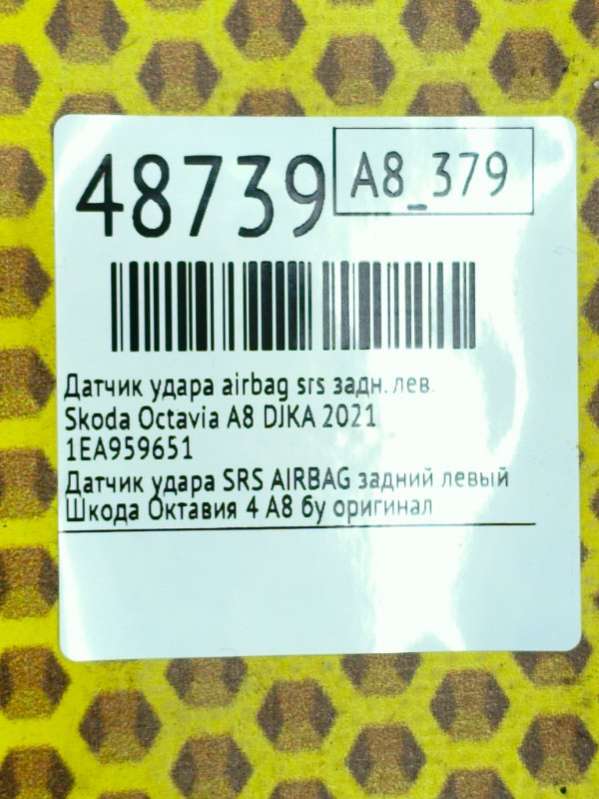 48739
A8_379
Датчик удара airbag srs задн. лев.
Skoda Octavia A8 DJKA 2021
1EA959651
Датчик удара SRS AIRBAG задний левый
Шкода Октавия 4 А8 бу оригинал